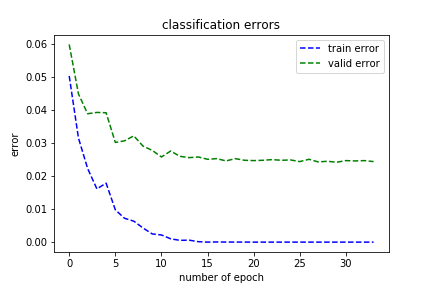 classification errors
train error
valid error
error
0.06
0.05
0.04
0.03
0.02
0.01
0.00
0 5 10 15 20 25 30
number of epoch